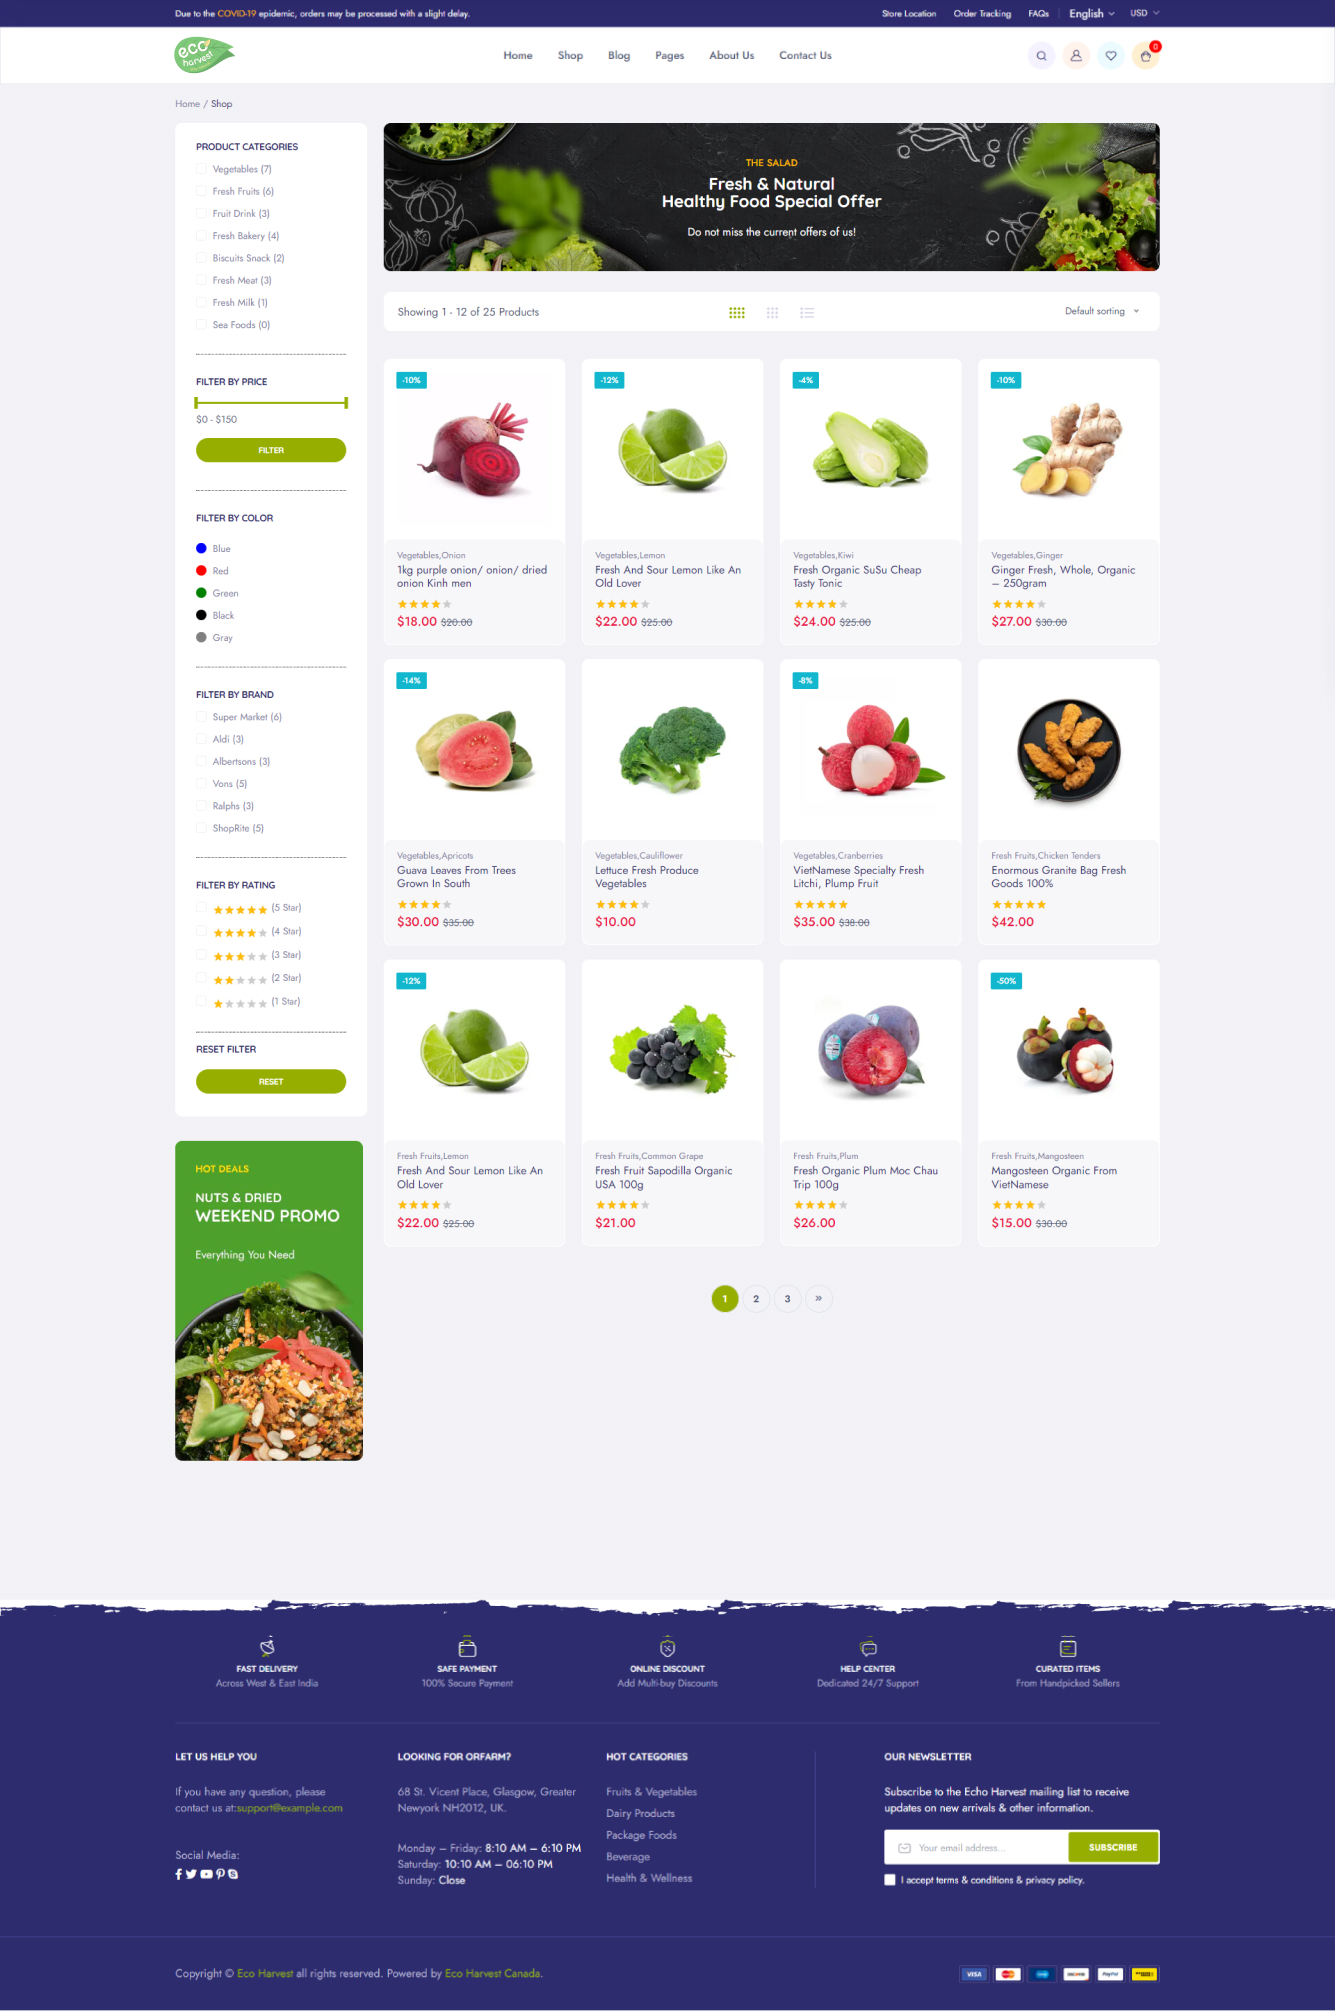 Due to the COVID-19 epidemic, orders may be processed with a slight delay.
Store Location
Order Tracking
FAQs
English
USD
eco harvest
Home
Shop
Blog
Pages
About Us
Contact Us
0
Home / Shop
PRODUCT CATEGORIES
Vegetables (7)
Fresh Fruits (6)
Fruit Drink (3)
Fresh Bakery (4)
Biscuits Snack (2)
Fresh Meat (3)
Fresh Milk (1)
Sea Foods (0)
FILTER BY PRICE
$0 - $150
FILTER
FILTER BY COLOR
Blue
Red
Green
Black
Gray
FILTER BY BRAND
Super Market (6)
Aldi (3)
Albertsons (3)
Vons (5)
Ralphs (3)
ShopRite (5)
FILTER BY RATING
(5 Star)
(4 Star)
(3 Star)
(2 Star)
(1 Star)
RESET FILTER
RESET
HOT DEALS
NUTS & DRIED
WEEKEND PROMO
Everything You Need
THE SALAD
Fresh & Natural
Healthy Food Special Offer
Do not miss the current offers of us!
Showing 1 - 12 of 25 Products
Default sorting
-10%
Vegetables,Onion
1kg purple onion/ onion/ dried
onion Kinh men
$18.00 $20.00
-12%
Vegetables,Lemon
Fresh And Sour Lemon Like An
Old Lover
$22.00 $25.00
-4%
Vegetables,Kiwi
Fresh Organic SuSu Cheap
Tasty Tonic
$24.00 $25.00
-10%
Vegetables,Ginger
Ginger Fresh, Whole, Organic
– 250gram
$27.00 $30.00
-14%
Vegetables,Apricots
Guava Leaves From Trees
Grown In South
$30.00 $35.00
Vegetables,Cauliflower
Lettuce Fresh Produce
Vegetables
$10.00
-8%
Vegetables,Cranberries
VietNamese Specialty Fresh
Litchi, Plump Fruit
$35.00 $38.00
Fresh Fruits,Chicken Tenders
Enormous Granite Bag Fresh
Goods 100%
$42.00
-12%
Fresh Fruits,Lemon
Fresh And Sour Lemon Like An
Old Lover
$22.00 $25.00
Fresh Fruits,Common Grape
Fresh Fruit Sapodilla Organic
USA 100g
$21.00
Fresh Fruits,Plum
Fresh Organic Plum Moc Chau
Trip 100g
$26.00
-50%
Fresh Fruits,Mangosteen
Mangosteen Organic From
VietNamese
$15.00 $30.00
1
2
3
»
FAST DELIVERY
Across West & East India
SAFE PAYMENT
100% Secure Payment
ONLINE DISCOUNT
Add Multi-buy Discounts
HELP CENTER
Dedicated 24/7 Support
CURATED ITEMS
From Handpicked Sellers
LET US HELP YOU
If you have any question, please
contact us at:support@example.com
Social Media:
LOOKING FOR ORFARM?
68 St. Vicent Place, Glasgow, Greater
Newyork NH2012, UK.
Monday – Friday: 8:10 AM – 6:10 PM
Saturday: 10:10 AM – 06:10 PM
Sunday: Close
HOT CATEGORIES
Fruits & Vegetables
Dairy Products
Package Foods
Beverage
Health & Wellness
OUR NEWSLETTER
Subscribe to the Echo Harvest mailing list to receive
updates on new arrivals & other information.
Your email address...
SUBSCRIBE
I accept terms & conditions & privacy policy.
Copyright © Eco Harvest all rights reserved. Powered by Eco Harvest Canada.
VISA
PayPal